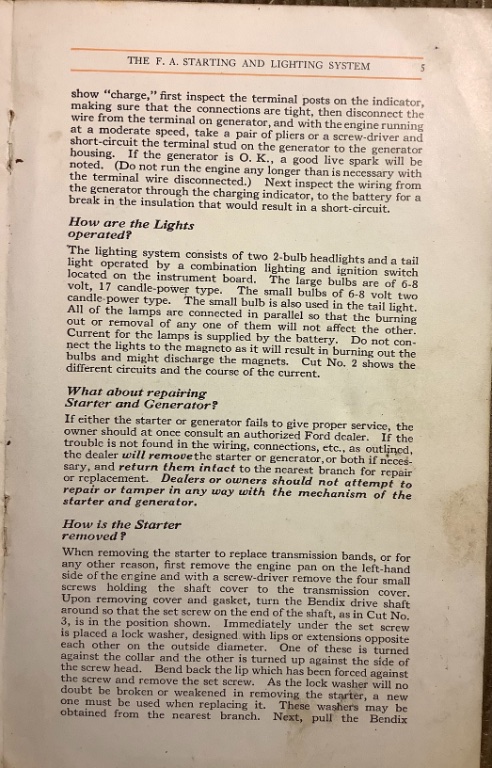 THE F. A. STARTING AND LIGHTING SYSTEM 5
show "charge," first inspect the terminal posts on the indicator,
making sure that the connections are tight, then disconnect the
wire from the terminal on generator, and with the engine running
at a moderate speed, take a pair of pliers or a screw-driver and
short-circuit the terminal stud on the generator to the generator
housing. If the generator is O. K., a good live spark will be
noted. (Do not run the engine any longer than is necessary with
the terminal wire disconnected.) Next inspect the wiring from
the generator through the charging indicator, to the battery for a
break in the insulation that would result in a short-circuit.
How are the Lights
operated?
The lighting system consists of two 2-bulb headlights and a tail
light operated by a combination lighting and ignition switch
located on the instrument board. The large bulbs are of 6-8
volt, 17 candle-power type. The small bulbs of 6-8 volt two
candle-power type. The small bulb is also used in the tail light.
All of the lamps are connected in parallel so that the burning
out or removal of any one of them will not affect the other.
Current for the lamps is supplied by the battery. Do not con-
nect the lights to the magneto as it will result in burning out the
bulbs and might discharge the magnets. Cut No. 2 shows the
different circuits and the course of the current.
What about repairing
Starter and Generator?
If either the starter or generator fails to give proper service, the
owner should at once consult an authorized Ford dealer. If the
trouble is not found in the wiring, connections, etc., as outlined,
the dealer will remove the starter or generator, or both if neces-
sary, and return them intact to the nearest branch for repair
or replacement. Dealers or owners should not attempt to
repair or tamper in any way with the mechanism of the
starter and generator.
How is the Starter
removed?
When removing the starter to replace transmission bands, or for
any other reason, first remove the engine pan on the left-hand
side of the engine and with a screw-driver remove the four small
screws holding the shaft cover to the transmission cover.
Upon removing cover and gasket, turn the Bendix drive shaft
around so that the set screw on the end of the shaft, as in Cut No.
3, is in the position shown. Immediately under the set screw
is placed a lock washer, designed with lips or extensions opposite
each other on the outside diameter. One of these is turned
against the collar and the other is turned up against the side of
the screw head. Bend back the lip which has been forced against
the screw and remove the set screw. As the lock washer will no
doubt be broken or weakened in removing the starter, a new
one must be used when replacing it. These washers may be
obtained from the nearest branch. Next, pull the Bendix